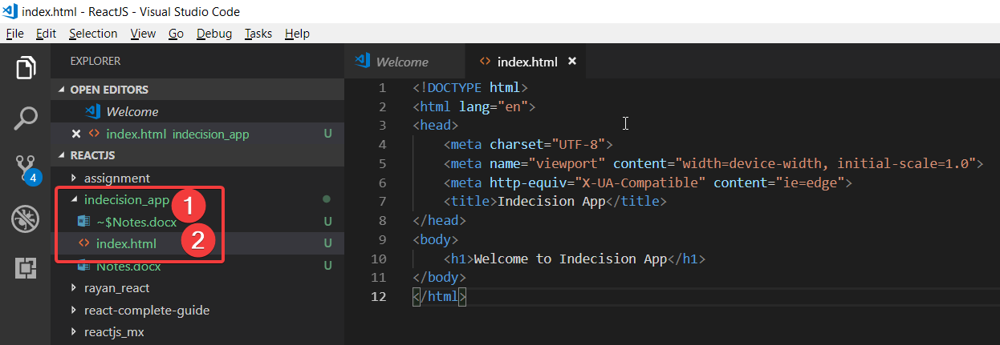 index.html - ReactJS - Visual Studio Code
File Edit Selection View Go Debug Tasks Help
EXPLORER
OPEN EDITORS
Welcome
index.html indecision_app U
REACTJS
assignment
indecision_app 1
~$Notes.docx U
index.html 2 U
Notes.docx U
rayan_react
react-complete-guide
reactjs_mx
4
Welcome index.html
1 <!DOCTYPE html>
2 <html lang="en">
3 <head>
4 <meta charset="UTF-8">
5 <meta name="viewport" content="width=device-width, initial-scale=1.0">
6 <meta http-equiv="X-UA-Compatible" content="ie=edge">
7 <title>Indecision App</title>
8 </head>
9 <body>
10 <h1>Welcome to Indecision App</h1>
11 </body>
12 </html>